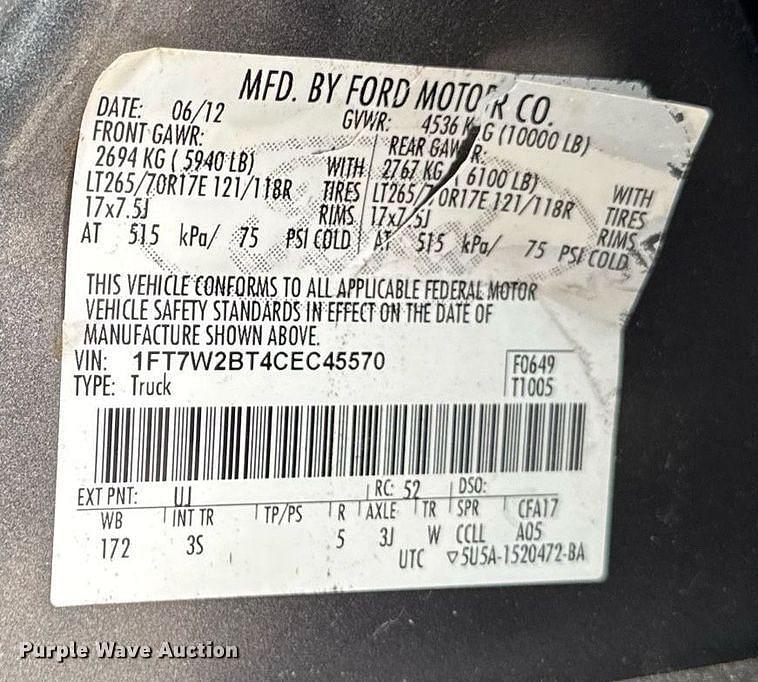 MFD. BY FORD MOTOR CO.
DATE: 06/12 GVWR: 4536 KG (10000 LB)
FRONT GAWR: REAR GAWR:
2694 KG ( 5940 LB) WITH 2767 KG ( 6100 LB) WITH
LT265/70R17E 121/118R TIRES LT265/70R17E 121/118R TIRES
17x7.5J RIMS 17x7.5J RIMS
AT 515 kPa/ 75 PSI COLD AT 515 kPa/ 75 PSI COLD
THIS VEHICLE CONFORMS TO ALL APPLICABLE FEDERAL MOTOR
VEHICLE SAFETY STANDARDS IN EFFECT ON THE DATE OF
MANUFACTURE SHOWN ABOVE.
VIN: 1FT7W2BT4CEC45570 F0649
TYPE: Truck T1005
EXT PNT: UJ RC: 52 DSO:
WB INT TR TP/PS R AXLE TR SPR CFA17
172 3S 5 3J W CCLL A05
UTC ▽5U5A-1520472-BA
Purple Wave Auction